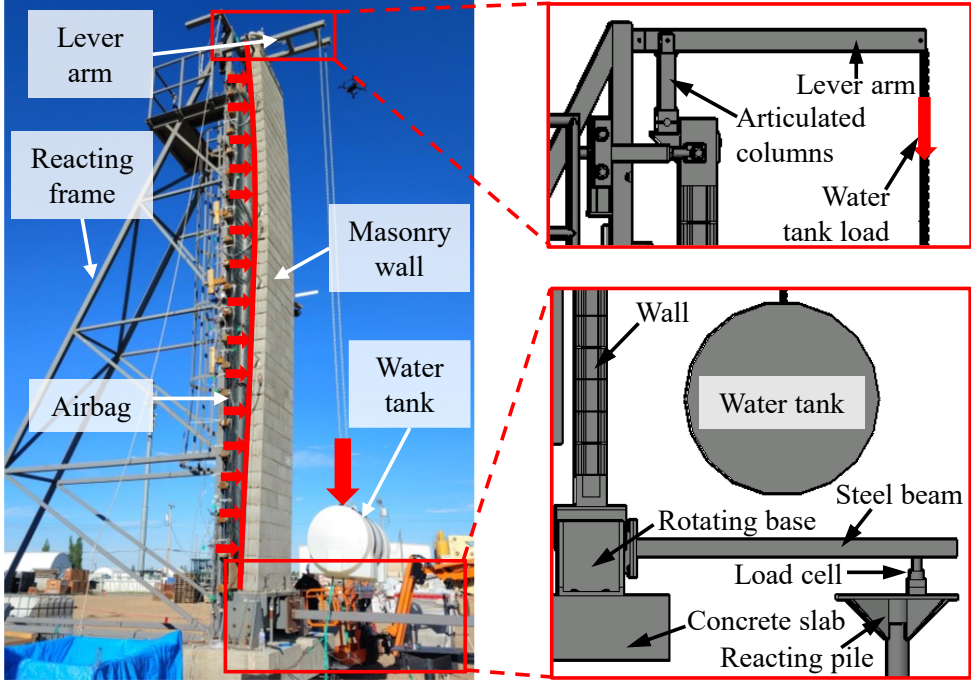 Lever
arm
Reacting
frame
Masonry
wall
Airbag
Water
tank
Lever arm
Articulated
columns
Water
tank load
Wall
Water tank
Steel beam
Rotating base
Load cell
Concrete slab
Reacting pile